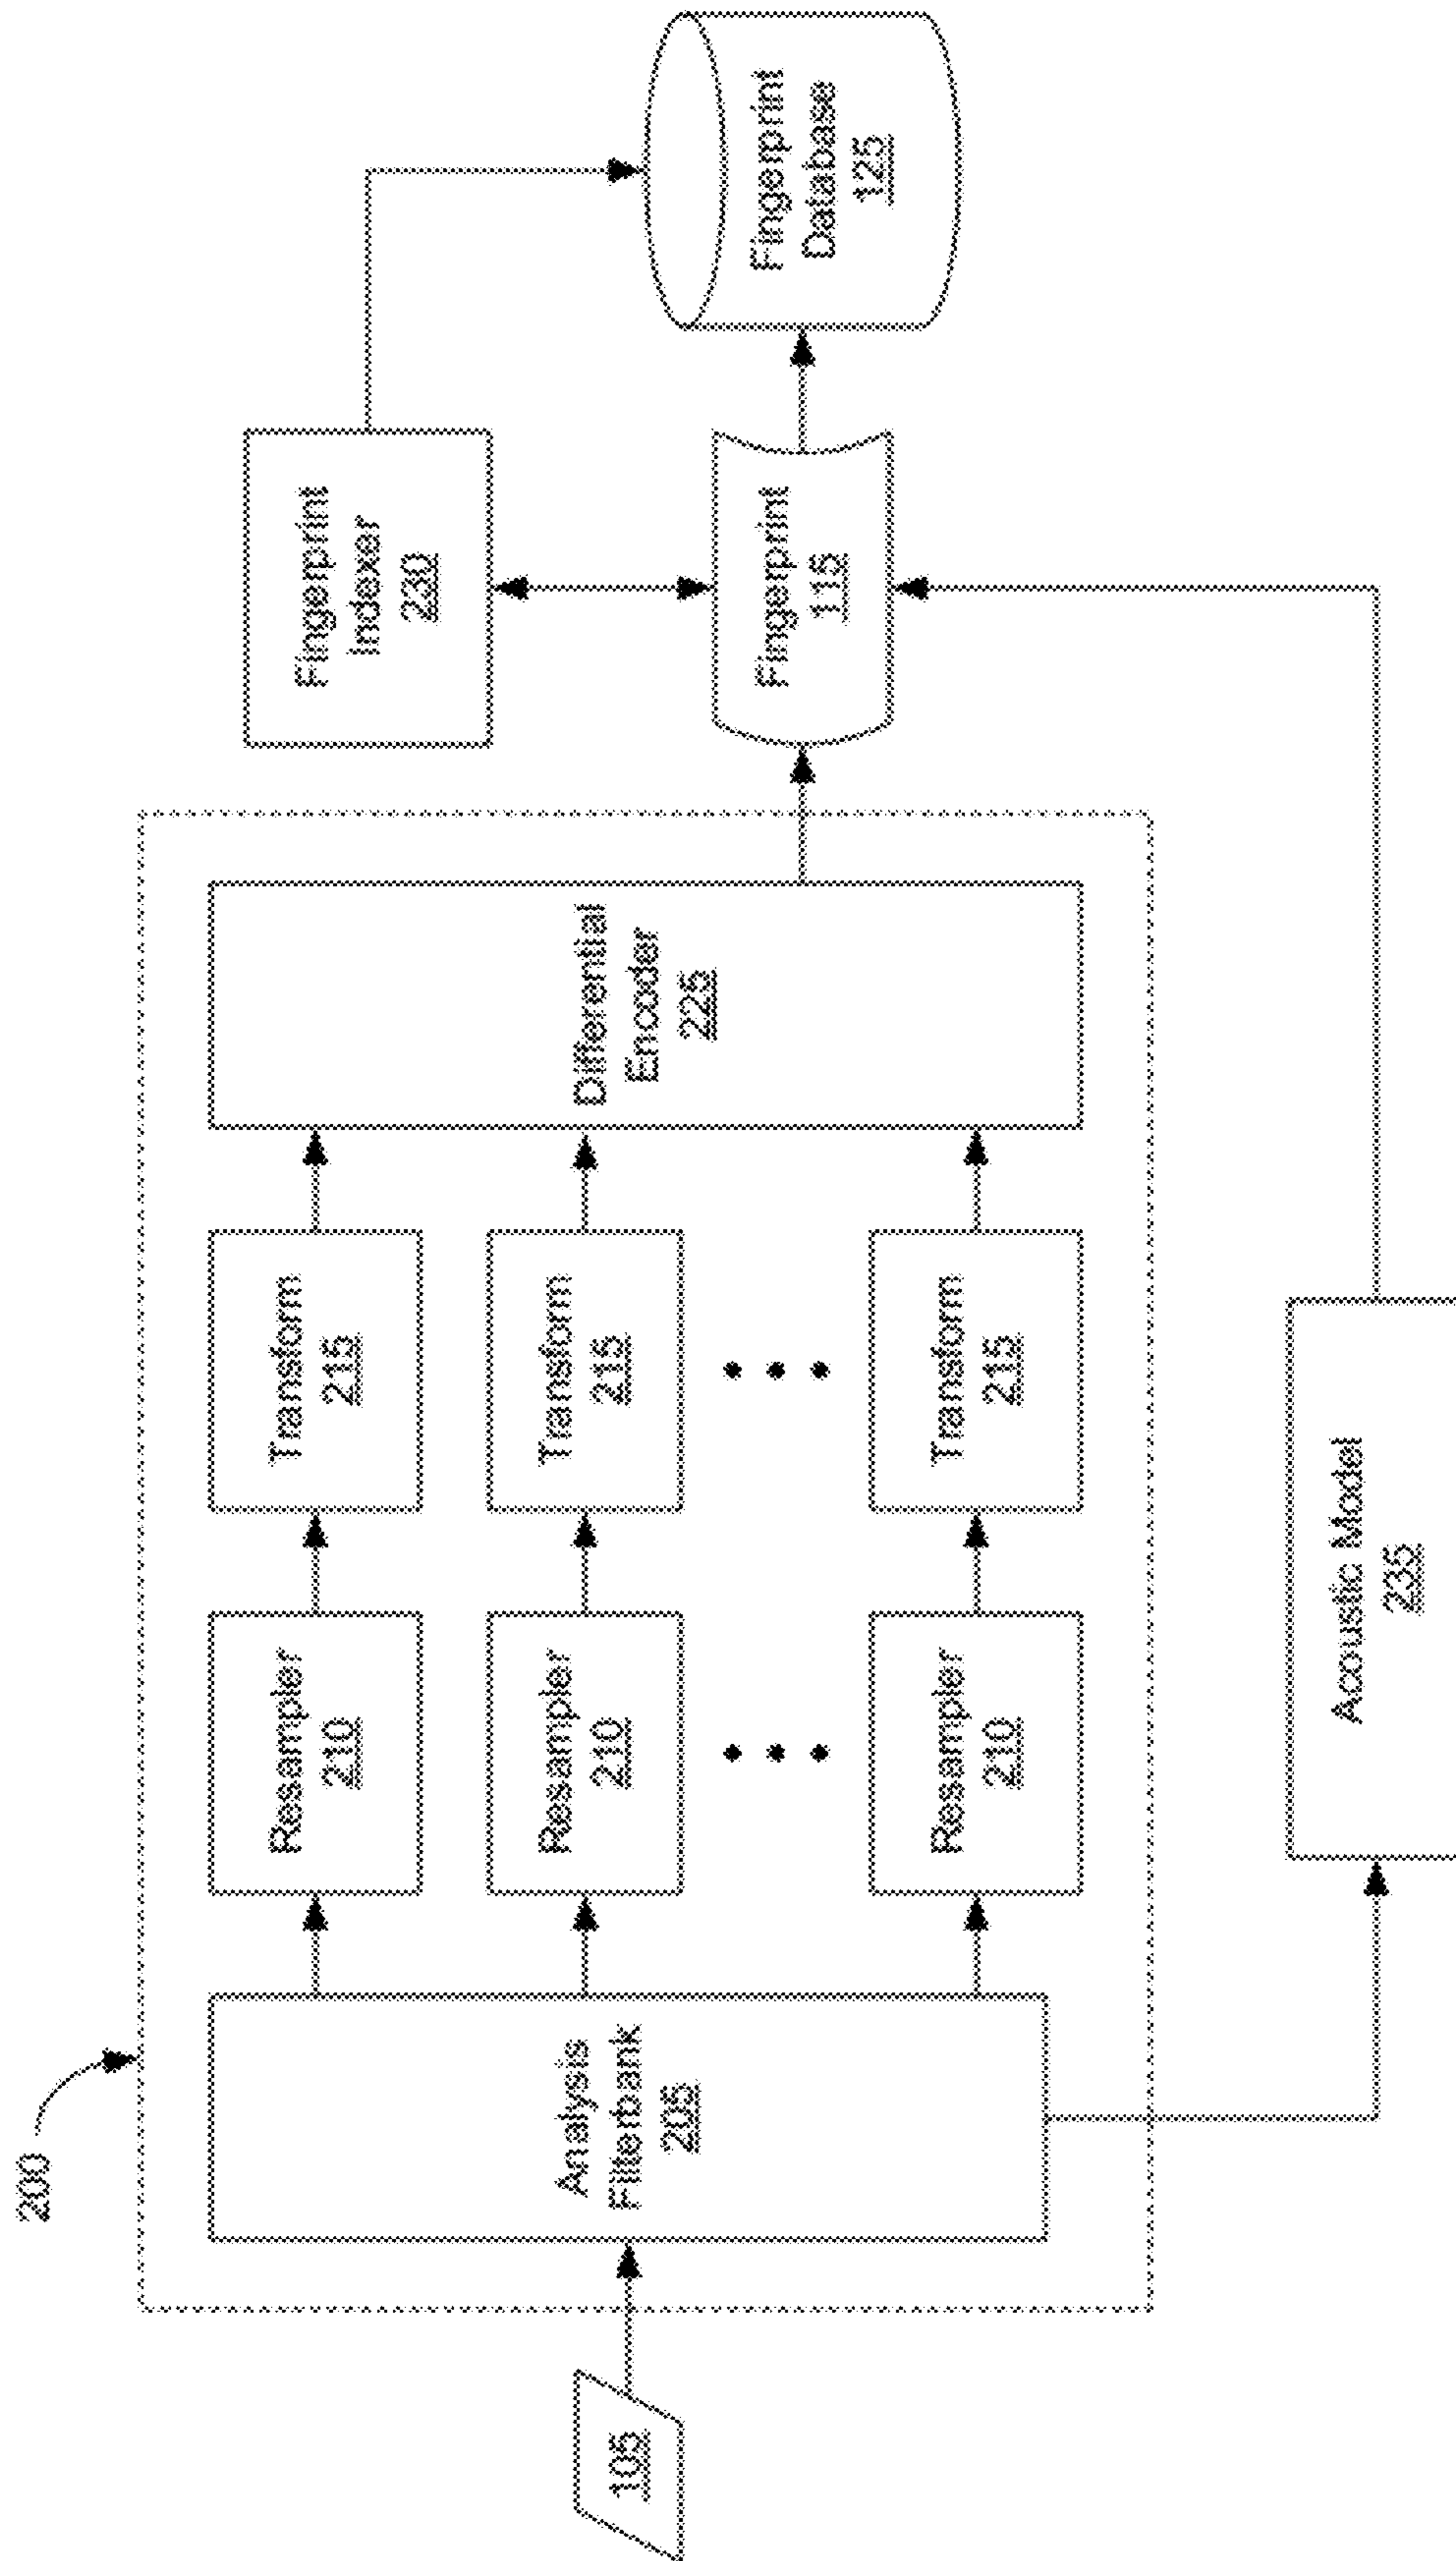 200
105
Analysis
Filterbank
205
Resampler
210
Resampler
210
Resampler
210
Transform
215
Transform
215
Transform
215
Differential
Encoder
225
Acoustic Model
235
Fingerprint
Indexer
230
Fingerprint
115
Fingerprint
Database
125